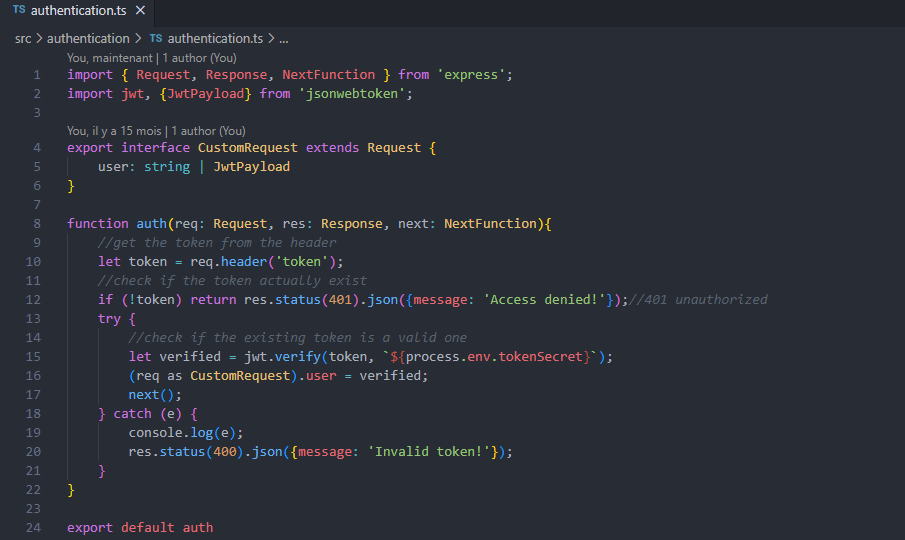 TS authentication.ts ×
src > authentication > TS authentication.ts > ...
You, maintenant | 1 author (You)
1 import { Request, Response, NextFunction } from 'express';
2 import jwt, {JwtPayload} from 'jsonwebtoken';
3
You, il y a 15 mois | 1 author (You)
4 export interface CustomRequest extends Request {
5     user: string | JwtPayload
6 }
7
8 function auth(req: Request, res: Response, next: NextFunction){
9     //get the token from the header
10     let token = req.header('token');
11     //check if the token actually exist
12     if (!token) return res.status(401).json({message: 'Access denied!'});//401 unauthorized
13     try {
14         //check if the existing token is a valid one
15         let verified = jwt.verify(token, `${process.env.tokenSecret}`);
16         (req as CustomRequest).user = verified;
17         next();
18     } catch (e) {
19         console.log(e);
20         res.status(400).json({message: 'Invalid token!'});
21     }
22 }
23
24 export default auth